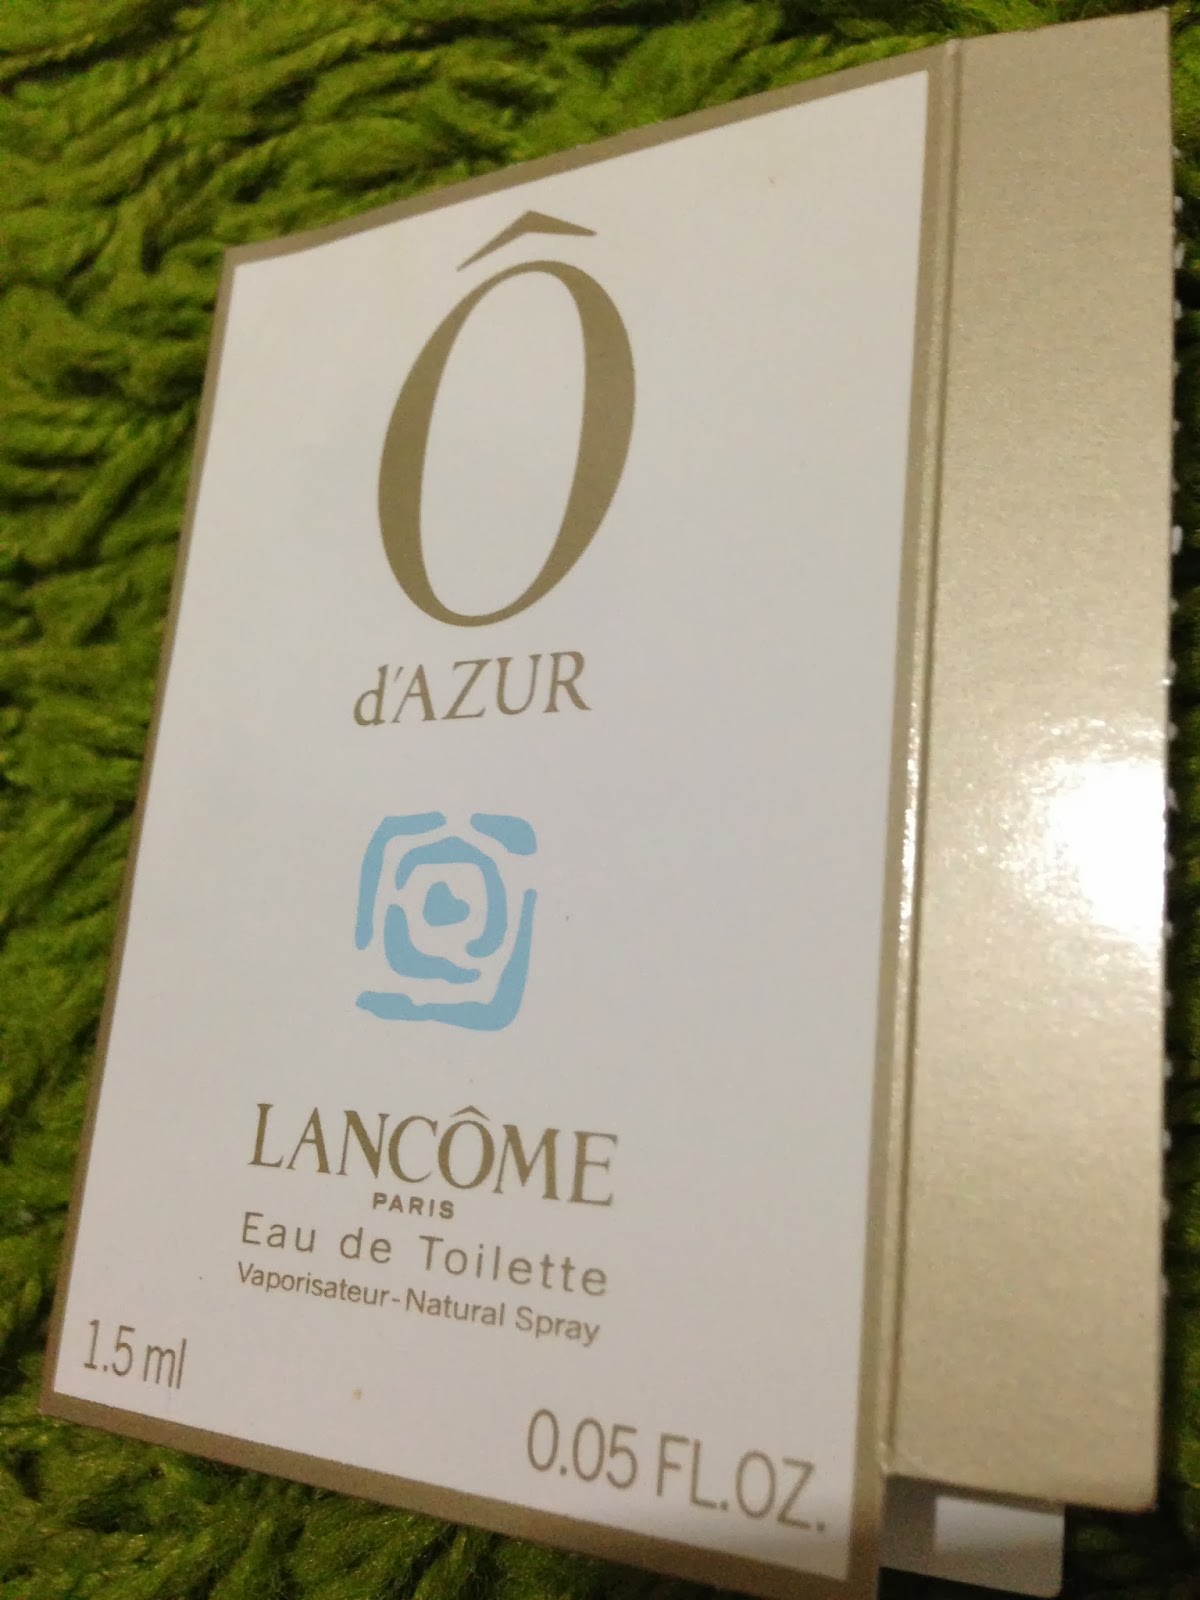 Ô
d'AZUR
LANCÔME
PARIS
Eau de Toilette
Vaporisateur-Natural Spray
1.5 ml
0.05 FL.OZ.